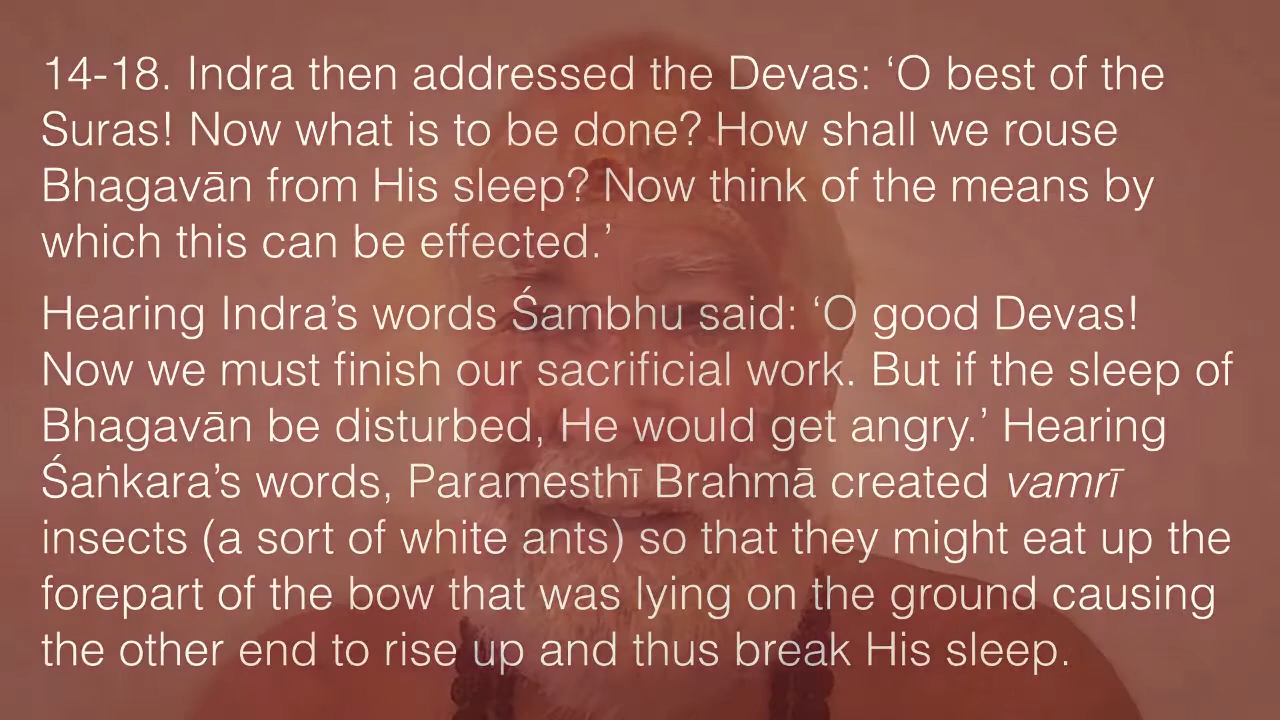 14-18. Indra then addressed the Devas: ‘O best of the
Suras! Now what is to be done? How shall we rouse
Bhagavān from His sleep? Now think of the means by
which this can be effected.’
Hearing Indra’s words Śambhu said: ‘O good Devas!
Now we must finish our sacrificial work. But if the sleep of
Bhagavān be disturbed, He would get angry.’ Hearing
Śaṅkara’s words, Paramesthī Brahmā created vamrī
insects (a sort of white ants) so that they might eat up the
forepart of the bow that was lying on the ground causing
the other end to rise up and thus break His sleep.